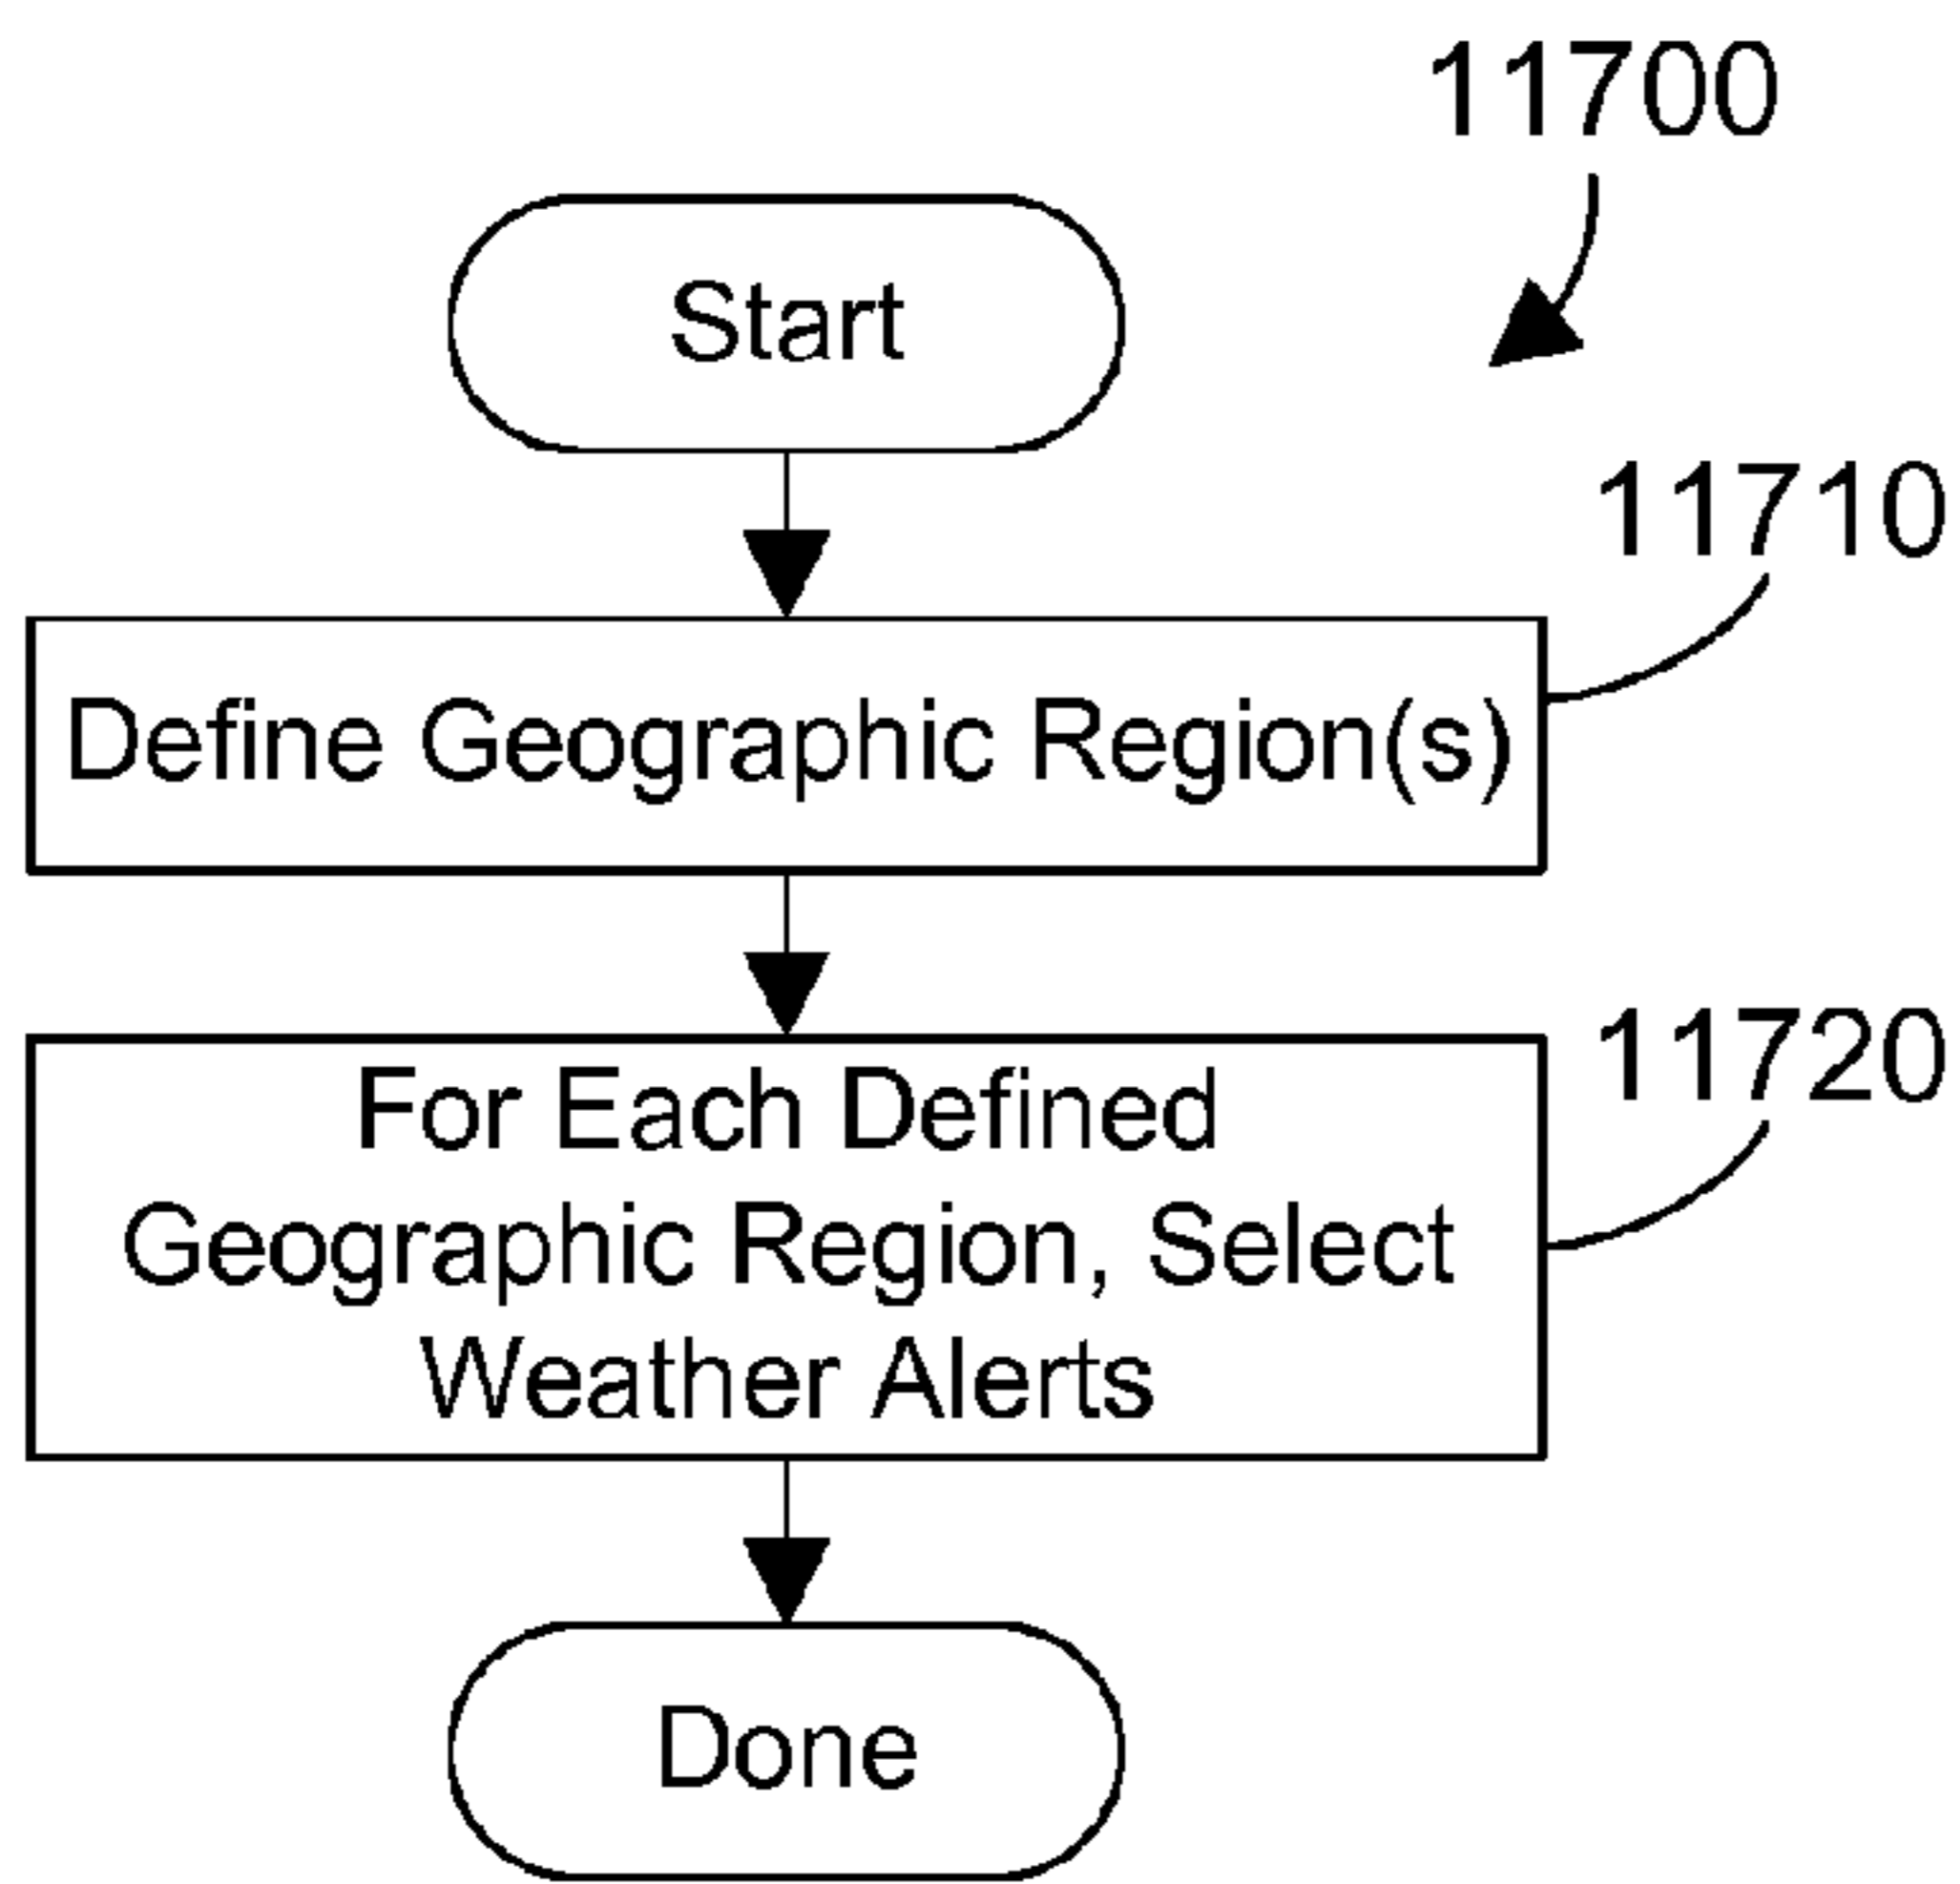 11700
Start
11710
Define Geographic Region(s)
11720
For Each Defined
Geographic Region, Select
Weather Alerts
Done